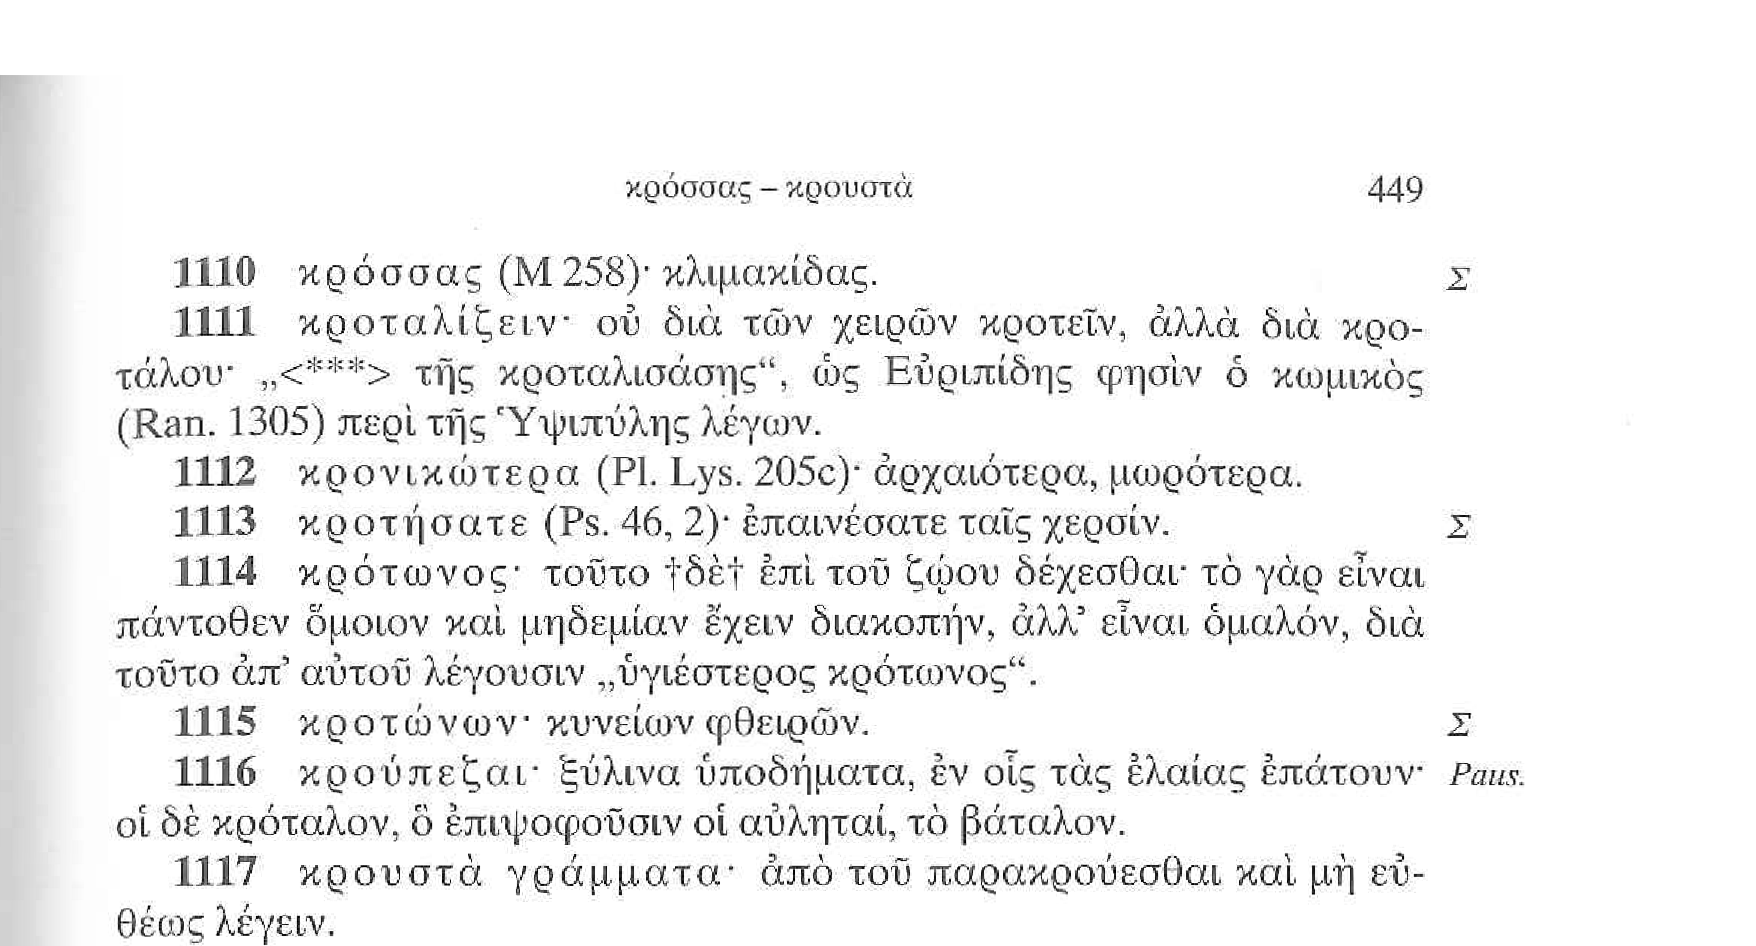 κρόσσας – κρουστὰ 449
1110 κρόσσας (Μ 258)· κλιμακίδας. Σ
1111 κροταλίζειν· οὐ διὰ τῶν χειρῶν κροτεῖν, ἀλλὰ διὰ κρο-
τάλου· „<***> τῆς κροταλισάσης“, ὡς Εὐριπίδης φησὶν ὁ κωμικὸς
(Ran. 1305) περὶ τῆς Ὑψιπύλης λέγων.
1112 κρονικώτερα (Pl. Lys. 205c)· ἀρχαιότερα, μωρότερα.
1113 κροτήσατε (Ps. 46, 2)· ἐπαινέσατε ταῖς χερσίν. Σ
1114 κρότωνος· τοῦτο †δὲ† ἐπὶ τοῦ ζῴου δέχεσθαι· τὸ γὰρ εἶναι
πάντοθεν ὅμοιον καὶ μηδεμίαν ἔχειν διακοπήν, ἀλλ’ εἶναι ὁμαλόν, διὰ
τοῦτο ἀπ’ αὐτοῦ λέγουσιν „ὑγιέστερος κρότωνος“.
1115 κροτώνων· κυνείων φθειρῶν. Σ
1116 κρούπεζαι· ξύλινα ὑποδήματα, ἐν οἷς τὰς ἐλαίας ἐπάτουν· Paus.
οἱ δὲ κρόταλον, ὃ ἐπιψοφοῦσιν οἱ αὐληταί, τὸ βάταλον.
1117 κρουστὰ γράμματα· ἀπὸ τοῦ παρακρούεσθαι καὶ μὴ εὐ-
θέως λέγειν.